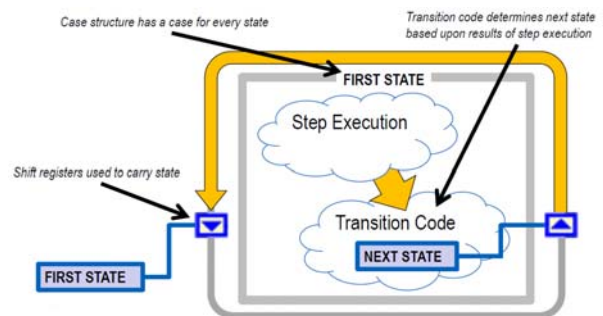 Case structure has a case for every state
Transition code determines next state
based upon results of step execution
FIRST STATE
Step Execution
Shift registers used to carry state
Transition Code
NEXT STATE
FIRST STATE